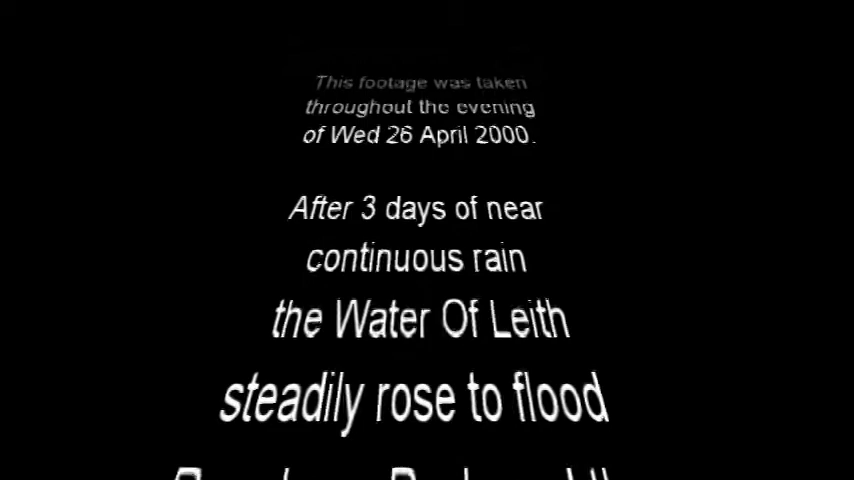 This footage was taken
throughout the evening
of Wed 26 April 2000.
After 3 days of near
continuous rain
the Water Of Leith
steadily rose to flood